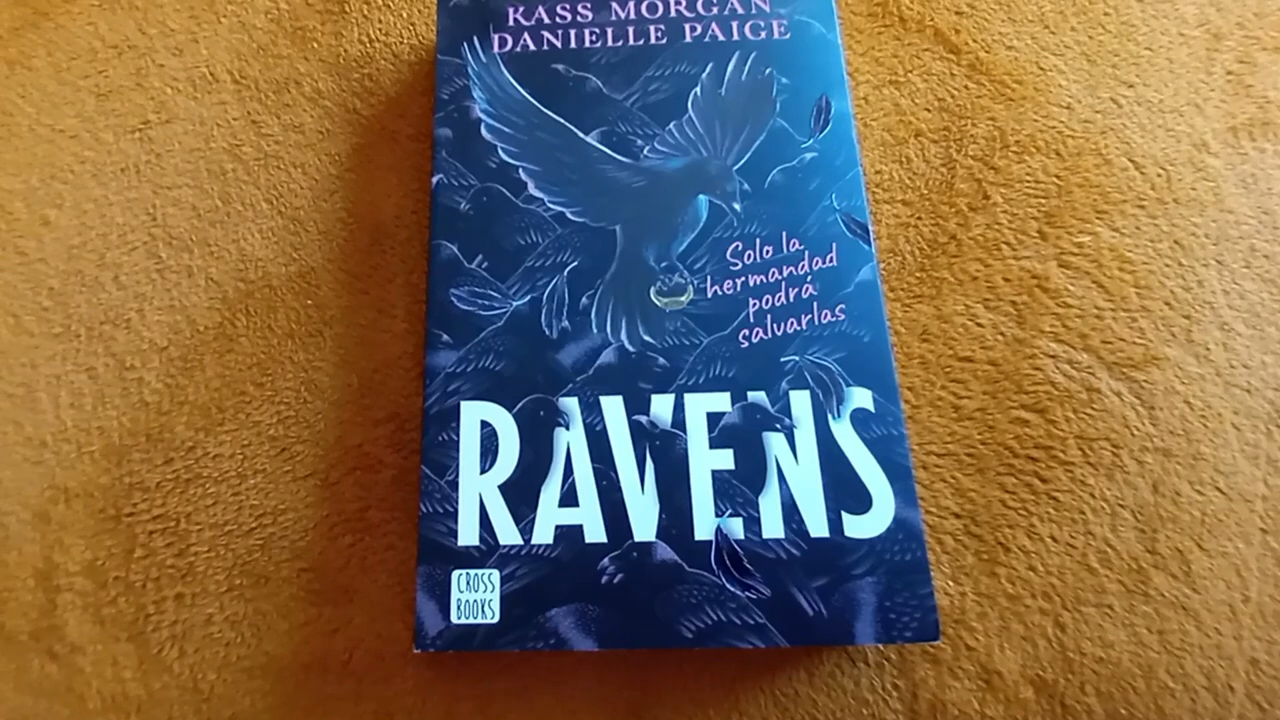 KASS MORGAN
DANIELLE PAIGE
Solo la
hermandad
podrá
salvarlas
RAVENS
CROSS
BOOKS